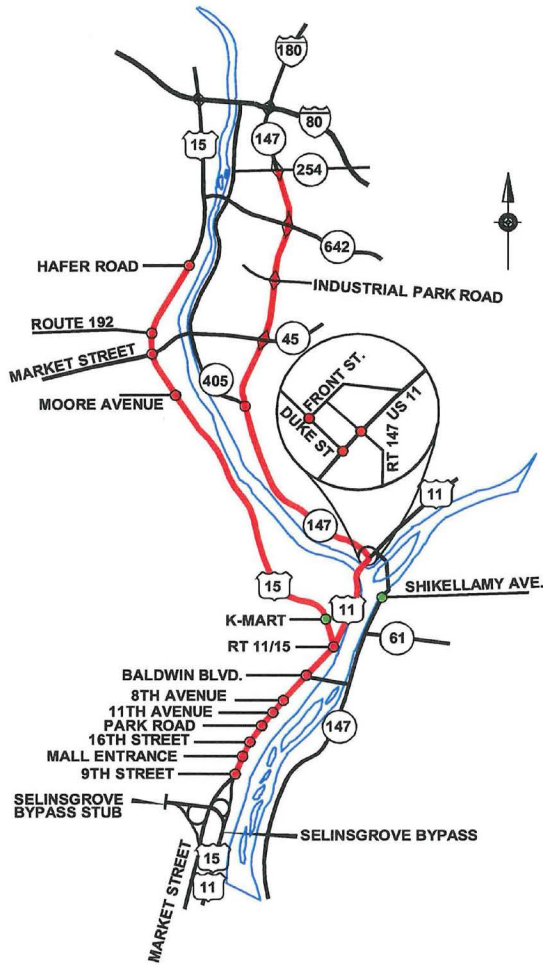 180
80
147
15
254
642
HAFER ROAD
INDUSTRIAL PARK ROAD
ROUTE 192
MARKET STREET
45
405
MOORE AVENUE
FRONT ST.
DUKE ST
US 11
RT 147
11
147
15
11
SHIKELLAMY AVE.
K-MART
RT 11/15
61
BALDWIN BLVD.
8TH AVENUE
11TH AVENUE
PARK ROAD
147
16TH STREET
MALL ENTRANCE
9TH STREET
SELINSGROVE
BYPASS STUB
SELINSGROVE BYPASS
15
11
MARKET STREET